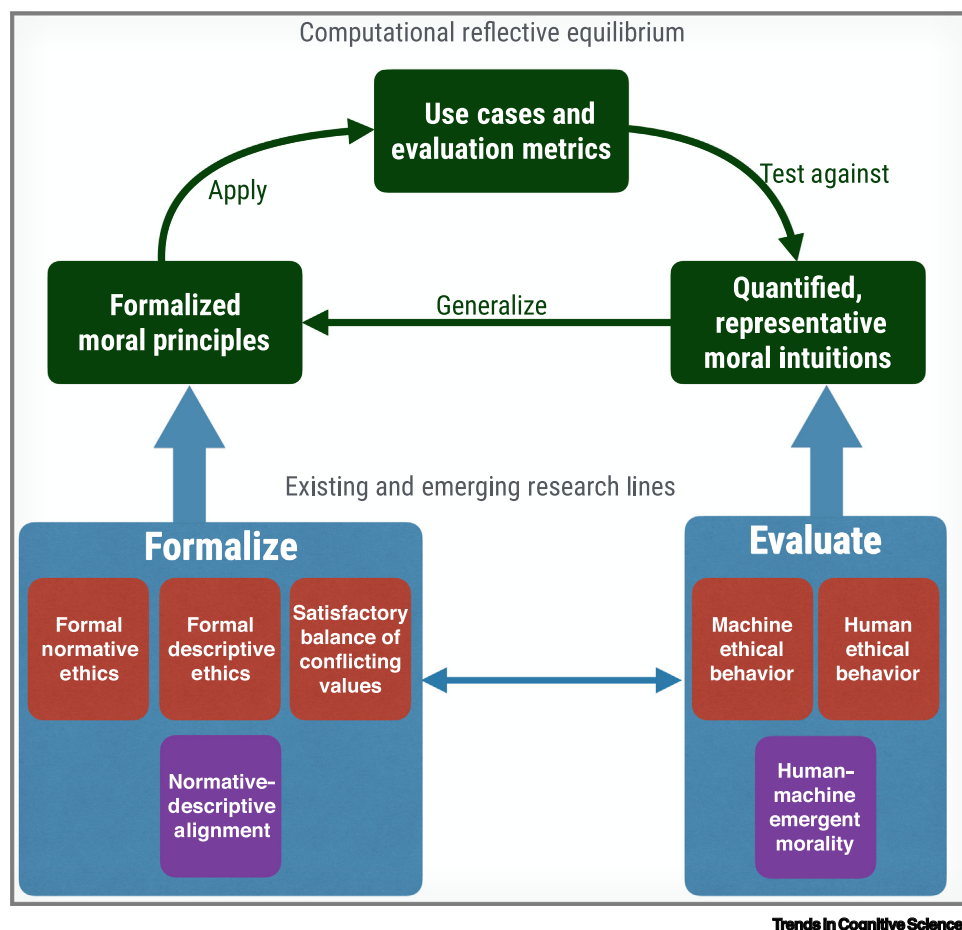 Computational reflective equilibrium
Use cases and
evaluation metrics
Apply
Test against
Formalized
moral principles
Generalize
Quantified,
representative
moral intuitions
Existing and emerging research lines
Formalize
Formal
normative
ethics
Formal
descriptive
ethics
Satisfactory
balance of
conflicting
values
Normative–
descriptive
alignment
Evaluate
Machine
ethical
behavior
Human
ethical
behavior
Human–
machine
emergent
morality
Trends in Cognitive Science